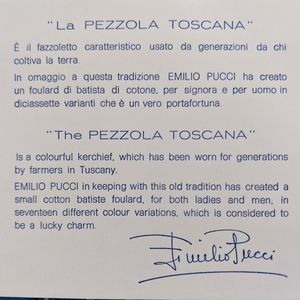 "La PEZZOLA TOSCANA"
È il fazzoletto caratteristico usato da generazioni da chi
coltiva la terra.
In omaggio a questa tradizione EMILIO PUCCI ha creato
un foulard di batista di cotone, per signora e per uomo in
diciassette varianti che è un vero portafortuna.
"The PEZZOLA TOSCANA"
Is a colourful kerchief, which has been worn for generations
by farmers in Tuscany.
EMILIO PUCCI in keeping with this old tradition has created a
small cotton batiste foulard, for both ladies and men, in
seventeen different colour variations, which is considered to
be a lucky charm.
Emilio Pucci